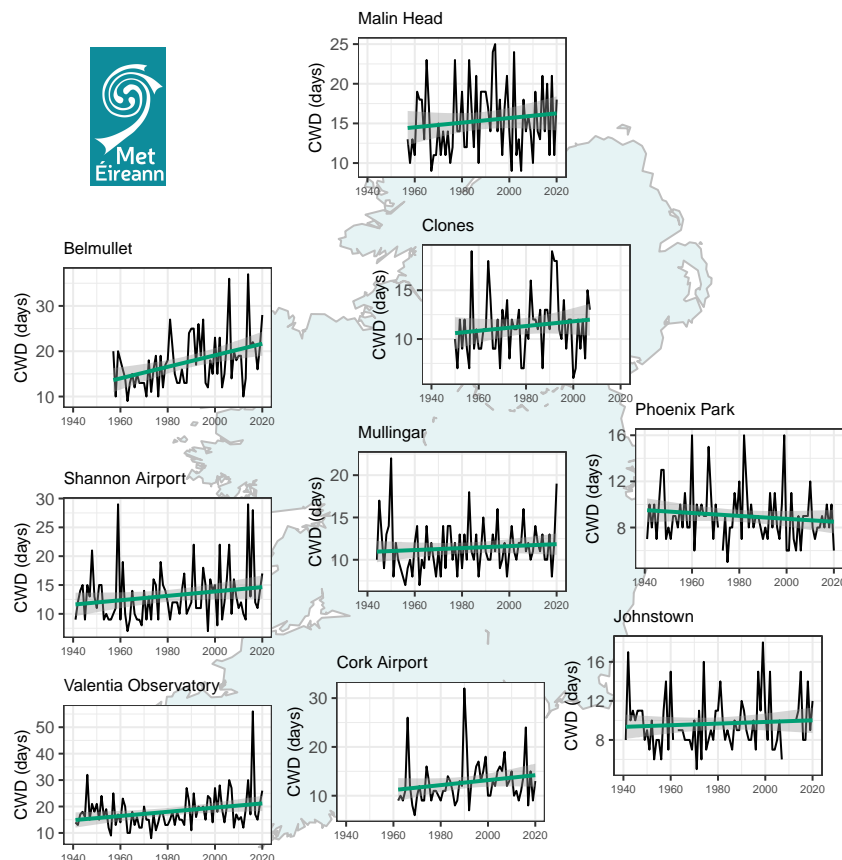 Malin Head
CWD (days)
25
20
15
10
1940 1960 1980 2000 2020
Met
Éireann
Clones
CWD (days)
15
10
1940 1960 1980 2000 2020
Belmullet
CWD (days)
30
20
10
1940 1960 1980 2000 2020
Phoenix Park
CWD (days)
16
12
8
1940 1960 1980 2000 2020
Mullingar
CWD (days)
20
15
10
1940 1960 1980 2000 2020
Shannon Airport
CWD (days)
30
25
20
15
10
1940 1960 1980 2000 2020
Johnstown
CWD (days)
16
12
8
1940 1960 1980 2000 2020
Cork Airport
CWD (days)
30
20
10
1940 1960 1980 2000 2020
Valentia Observatory
CWD (days)
50
40
30
20
10
1940 1960 1980 2000 2020